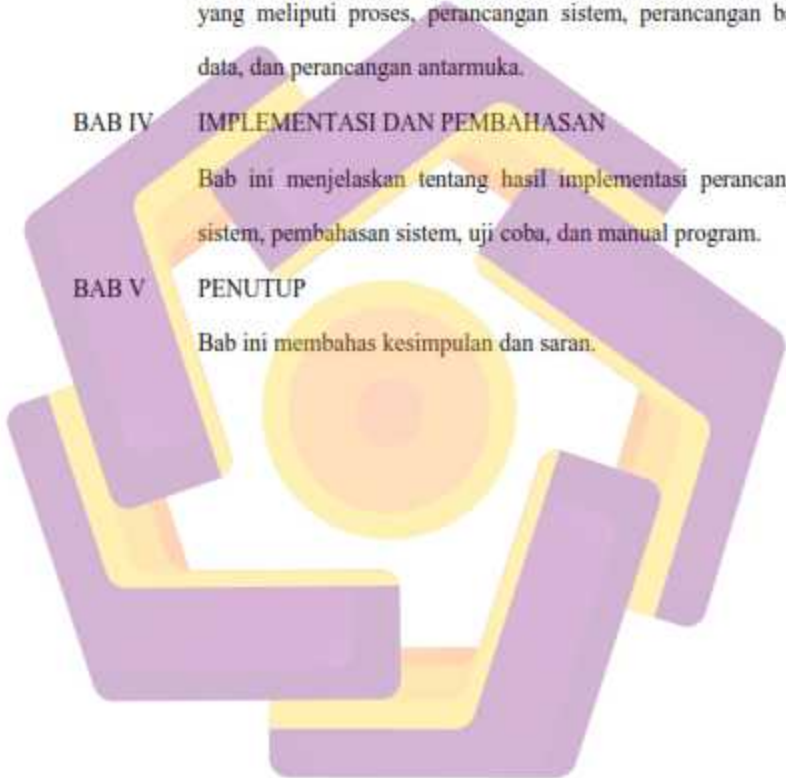 yang meliputi proses, perancangan sistem, perancangan b
data, dan perancangan antarmuka.
BAB IV IMPLEMENTASI DAN PEMBAHASAN
Bab ini menjelaskan tentang hasil implementasi perancan
sistem, pembahasan sistem, uji coba, dan manual program.
BAB V PENUTUP
Bab ini membahas kesimpulan dan saran.